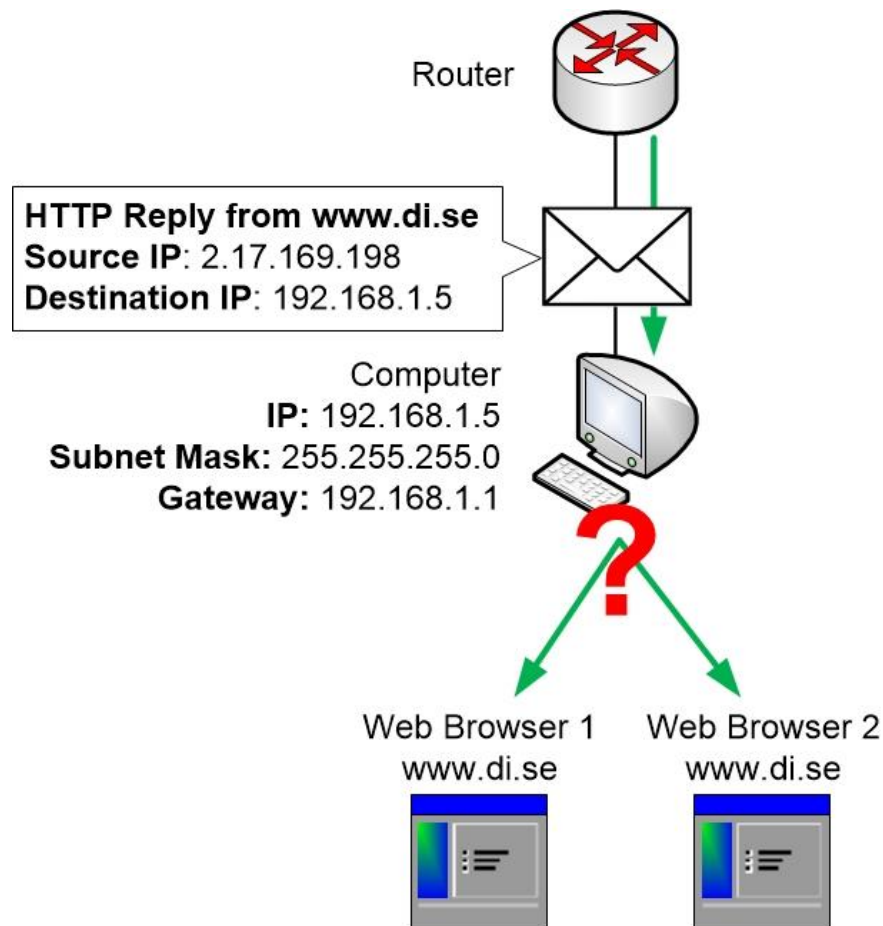 Router
HTTP Reply from www.di.se
Source IP: 2.17.169.198
Destination IP: 192.168.1.5
Computer
IP: 192.168.1.5
Subnet Mask: 255.255.255.0
Gateway: 192.168.1.1
?
Web Browser 1 Web Browser 2
www.di.se www.di.se